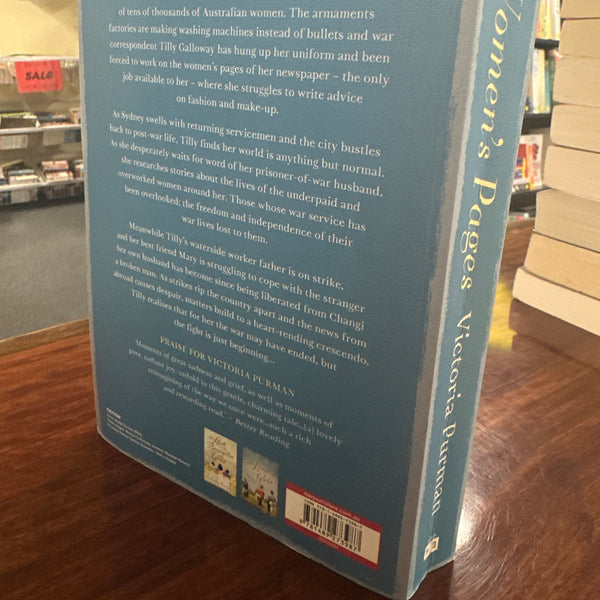 SALE
of tens of thousands of Australian women. The armaments
factories are making washing machines instead of bullets and war
correspondent Tilly Galloway has hung up her uniform and been
forced to work on the women's pages of her newspaper – the only
job available to her – where she struggles to write advice
on fashion and make-up.
As Sydney swells with returning servicemen and the city bustles
back to post-war life, Tilly finds her world is anything but normal.
As she desperately waits for word of her prisoner-of-war husband,
she researches stories about the lives of the underpaid and
overworked women around her. Those whose war service has
been overlooked; the freedom and independence of their
war lives lost to them.
Meanwhile Tilly's waterside worker father is on strike,
and her best friend Mary is struggling to cope with the stranger
her own husband has become since being liberated from Changi
a broken man. As strikes rip the country apart and the news from
abroad causes despair, matters build to a heart-rending crescendo.
Tilly realises that for her the war may have ended, but
the fight is just beginning...
PRAISE FOR VICTORIA PURMAN
'Moments of great sadness and grief, as well as moments of
pure, radiant joy, unfold in this gentle, charming tale...[a] lovely
reimagining of the way we once were...such a rich
and rewarding read.' – Better Reading
FICTION
harpercollins.com.au
Women's Pages Victoria Purman